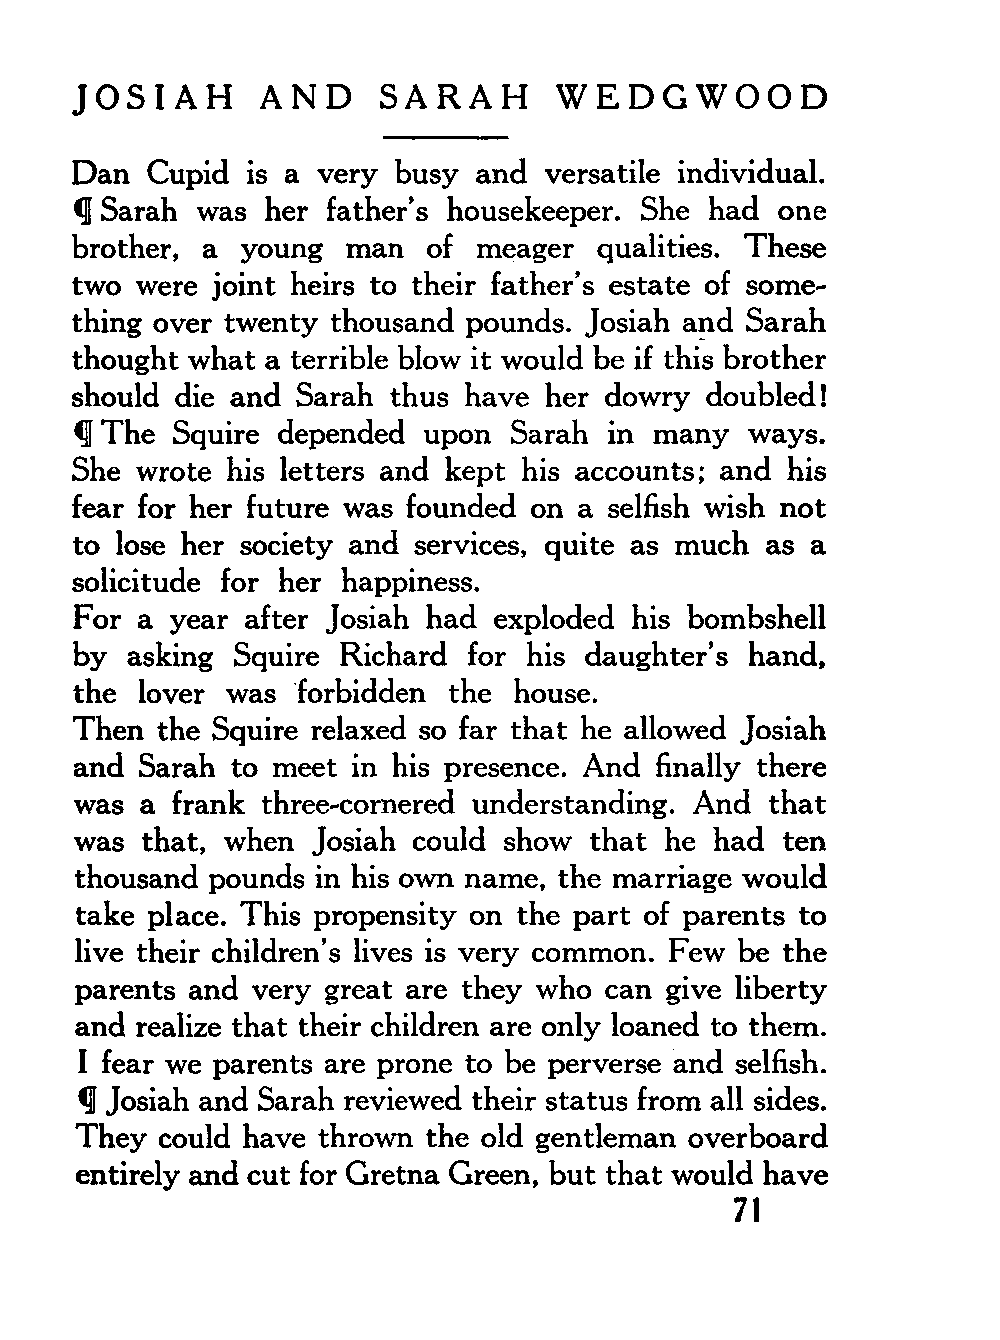 JOSIAH AND SARAH WEDGWOOD
Dan Cupid is a very busy and versatile individual.
¶ Sarah was her father's housekeeper. She had one
brother, a young man of meager qualities. These
two were joint heirs to their father's estate of some-
thing over twenty thousand pounds. Josiah and Sarah
thought what a terrible blow it would be if this brother
should die and Sarah thus have her dowry doubled!
¶ The Squire depended upon Sarah in many ways.
She wrote his letters and kept his accounts; and his
fear for her future was founded on a selfish wish not
to lose her society and services, quite as much as a
solicitude for her happiness.
For a year after Josiah had exploded his bombshell
by asking Squire Richard for his daughter's hand,
the lover was forbidden the house.
Then the Squire relaxed so far that he allowed Josiah
and Sarah to meet in his presence. And finally there
was a frank three-cornered understanding. And that
was that, when Josiah could show that he had ten
thousand pounds in his own name, the marriage would
take place. This propensity on the part of parents to
live their children's lives is very common. Few be the
parents and very great are they who can give liberty
and realize that their children are only loaned to them.
I fear we parents are prone to be perverse and selfish.
¶ Josiah and Sarah reviewed their status from all sides.
They could have thrown the old gentleman overboard
entirely and cut for Gretna Green, but that would have
71